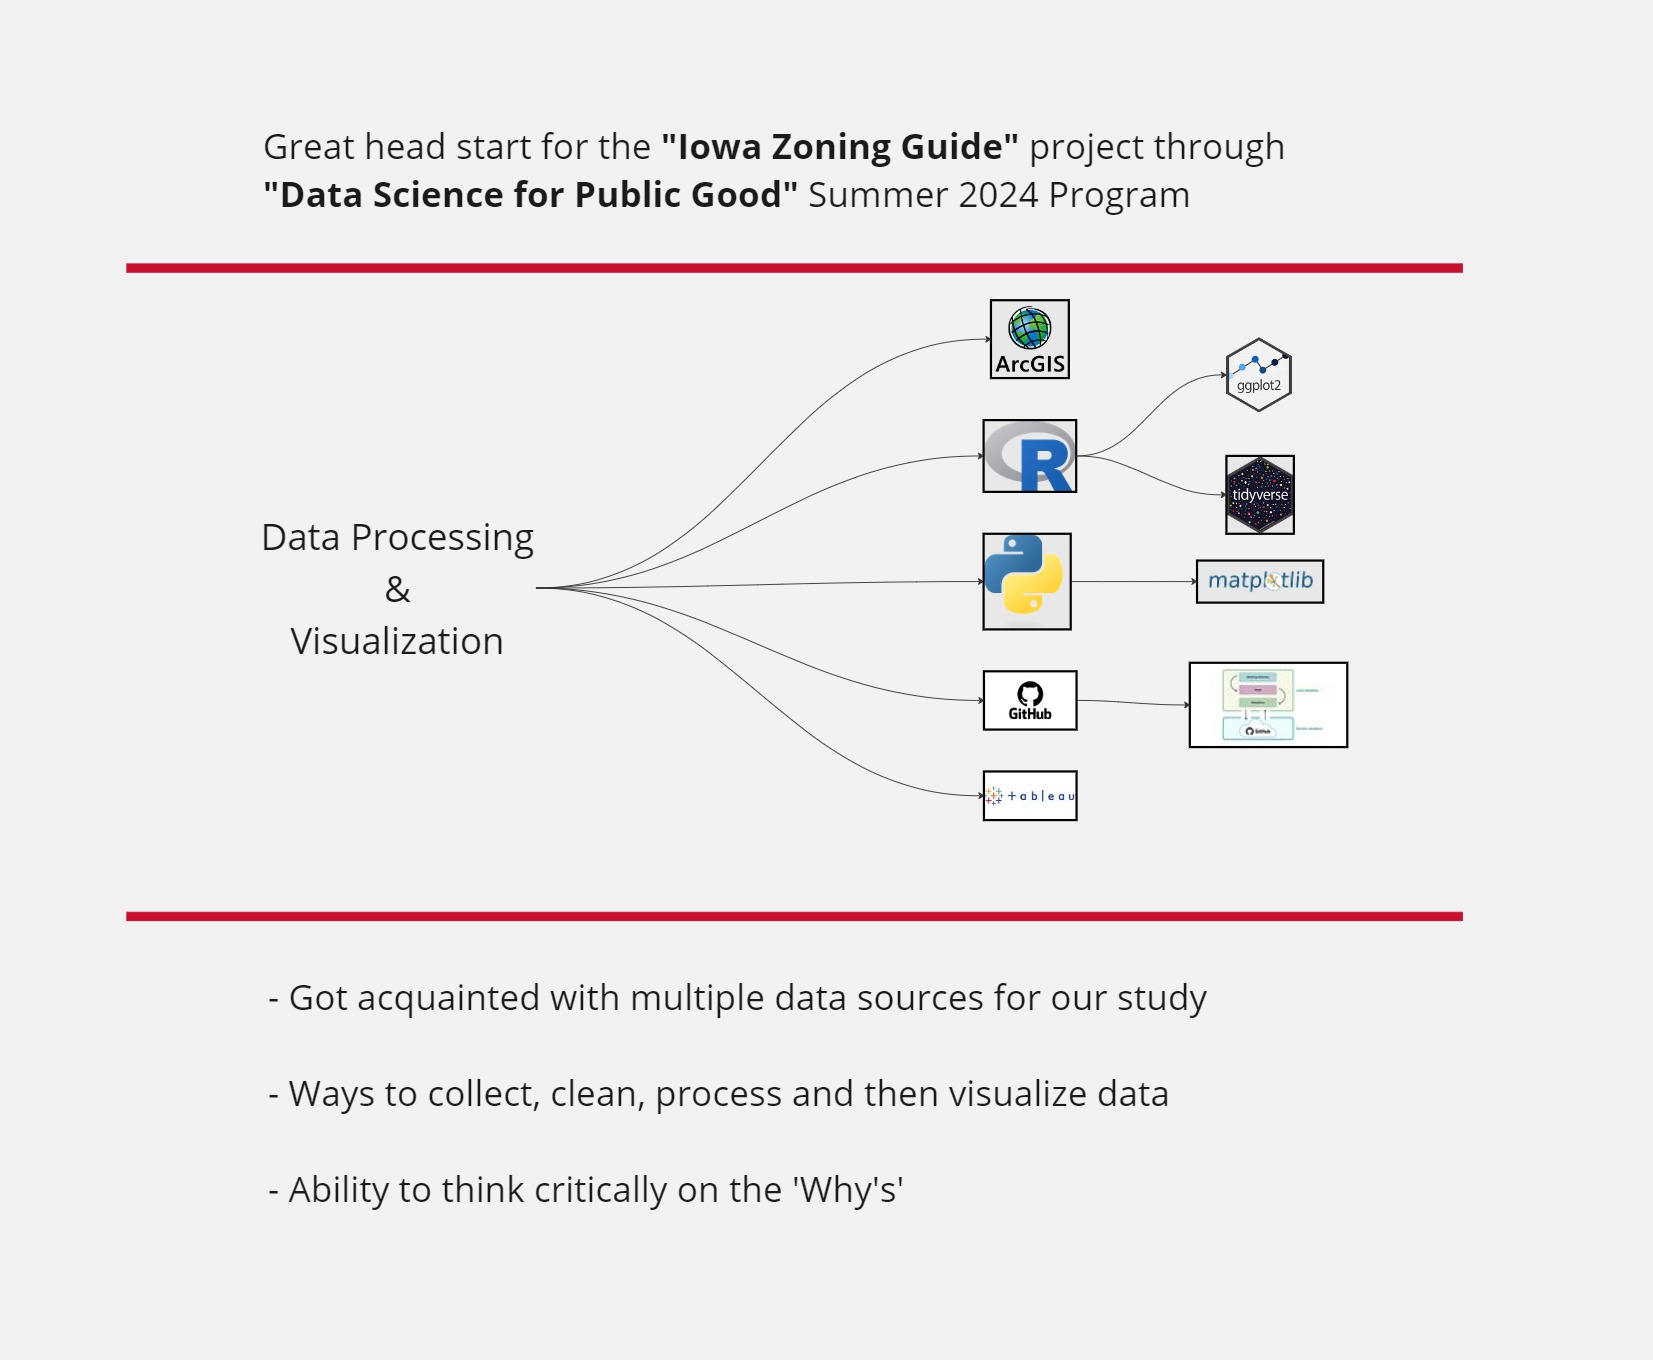 Great head start for the "Iowa Zoning Guide" project through
"Data Science for Public Good" Summer 2024 Program
ArcGIS
ggplot2
R
tidyverse
Data Processing
&
Visualization
matplotlib
GitHub
GitHub
+ a b | e a u
- Got acquainted with multiple data sources for our study
- Ways to collect, clean, process and then visualize data
- Ability to think critically on the 'Why's'